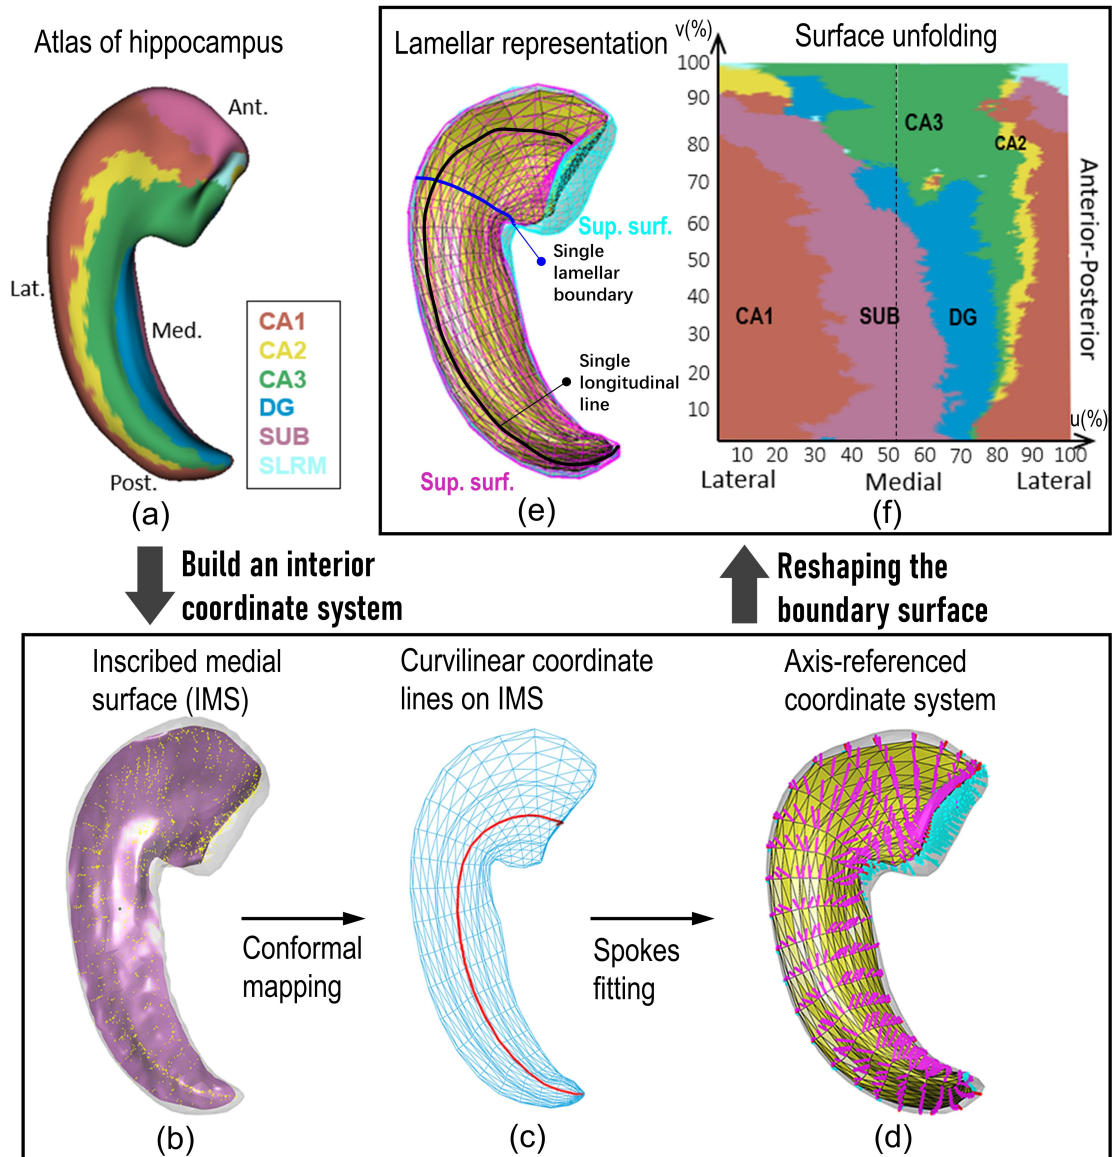 Atlas of hippocampus
Ant.
Lat.
Med.
CA1
CA2
CA3
DG
SUB
SLRM
Post.
(a)
Lamellar representation
Sup. surf.
Single
lamellar
boundary
Single
longitudinal
line
Sup. surf.
(e)
Surface unfolding
v(%)
100
90
80
70
60
50
40
30
20
10
CA3
CA2
CA1
SUB
DG
Anterior-Posterior
u(%)
10 20 30 40 50 60 70 80 90 100
Lateral Medial Lateral
(f)
Build an interior
coordinate system
Reshaping the
boundary surface
Inscribed medial
surface (IMS)
(b)
Conformal
mapping
Curvilinear coordinate
lines on IMS
(c)
Spokes
fitting
Axis-referenced
coordinate system
(d)